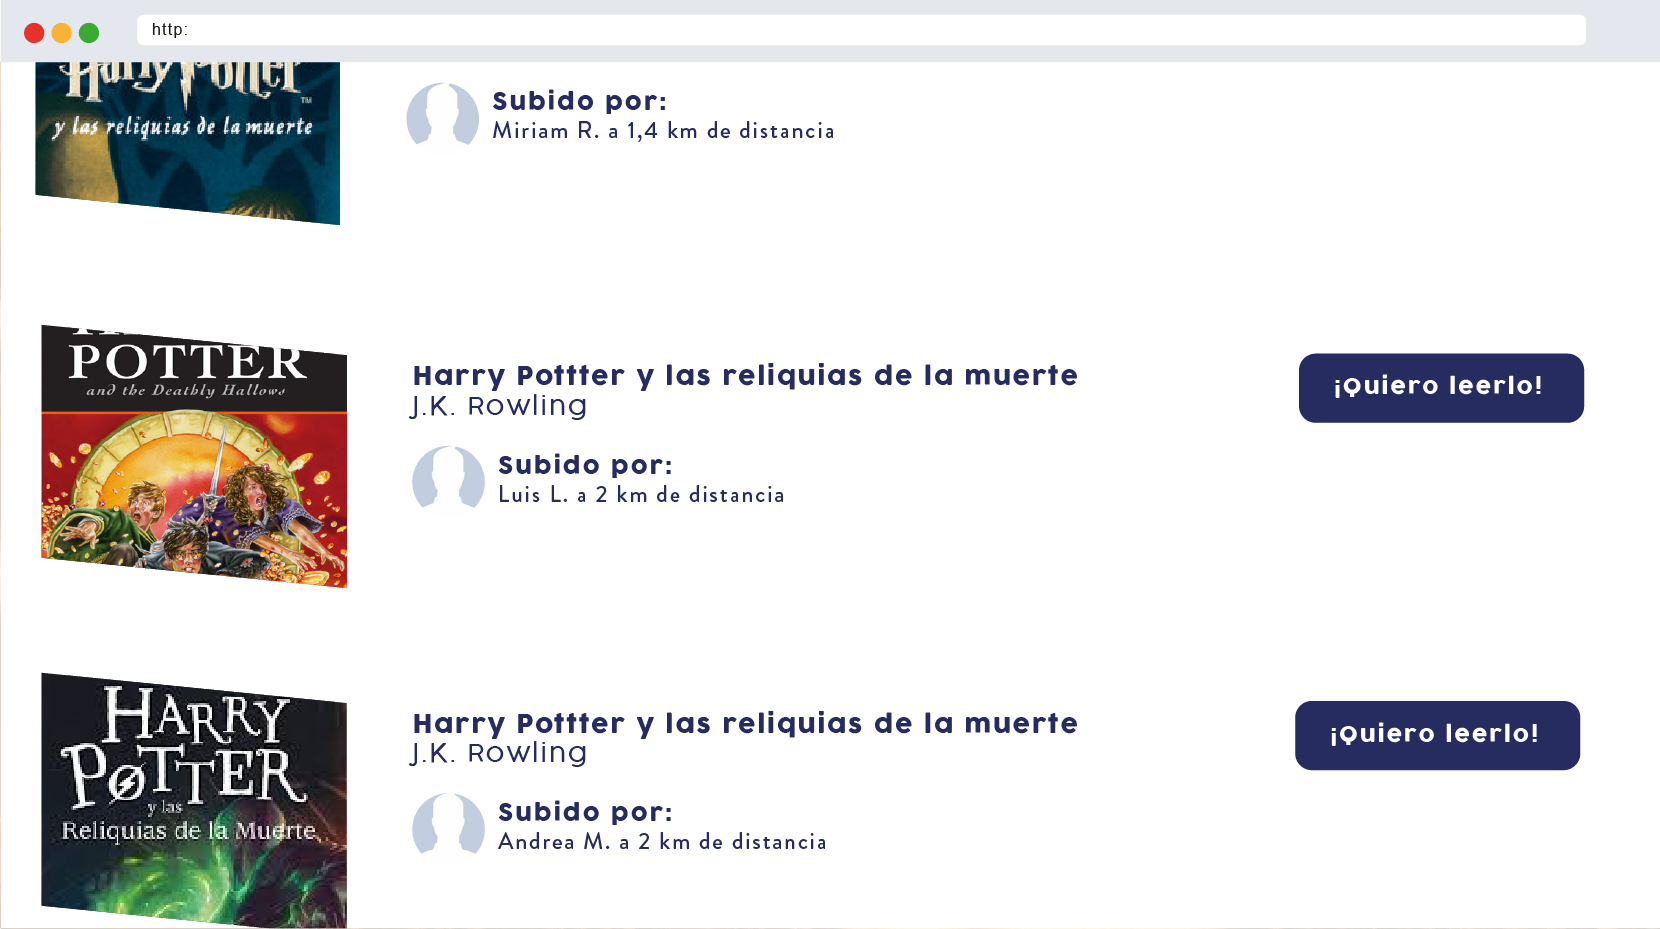 http:
Harry Potter
TM
y las reliquias de la muerte
Subido por:
Miriam R. a 1,4 km de distancia
POTTER
and the Deathly Hallows
Harry Pottter y las reliquias de la muerte
J.K. Rowling
¡Quiero leerlo!
Subido por:
Luis L. a 2 km de distancia
HARRY
POTTER
y las
Reliquias de la Muerte
Harry Pottter y las reliquias de la muerte
J.K. Rowling
¡Quiero leerlo!
Subido por:
Andrea M. a 2 km de distancia